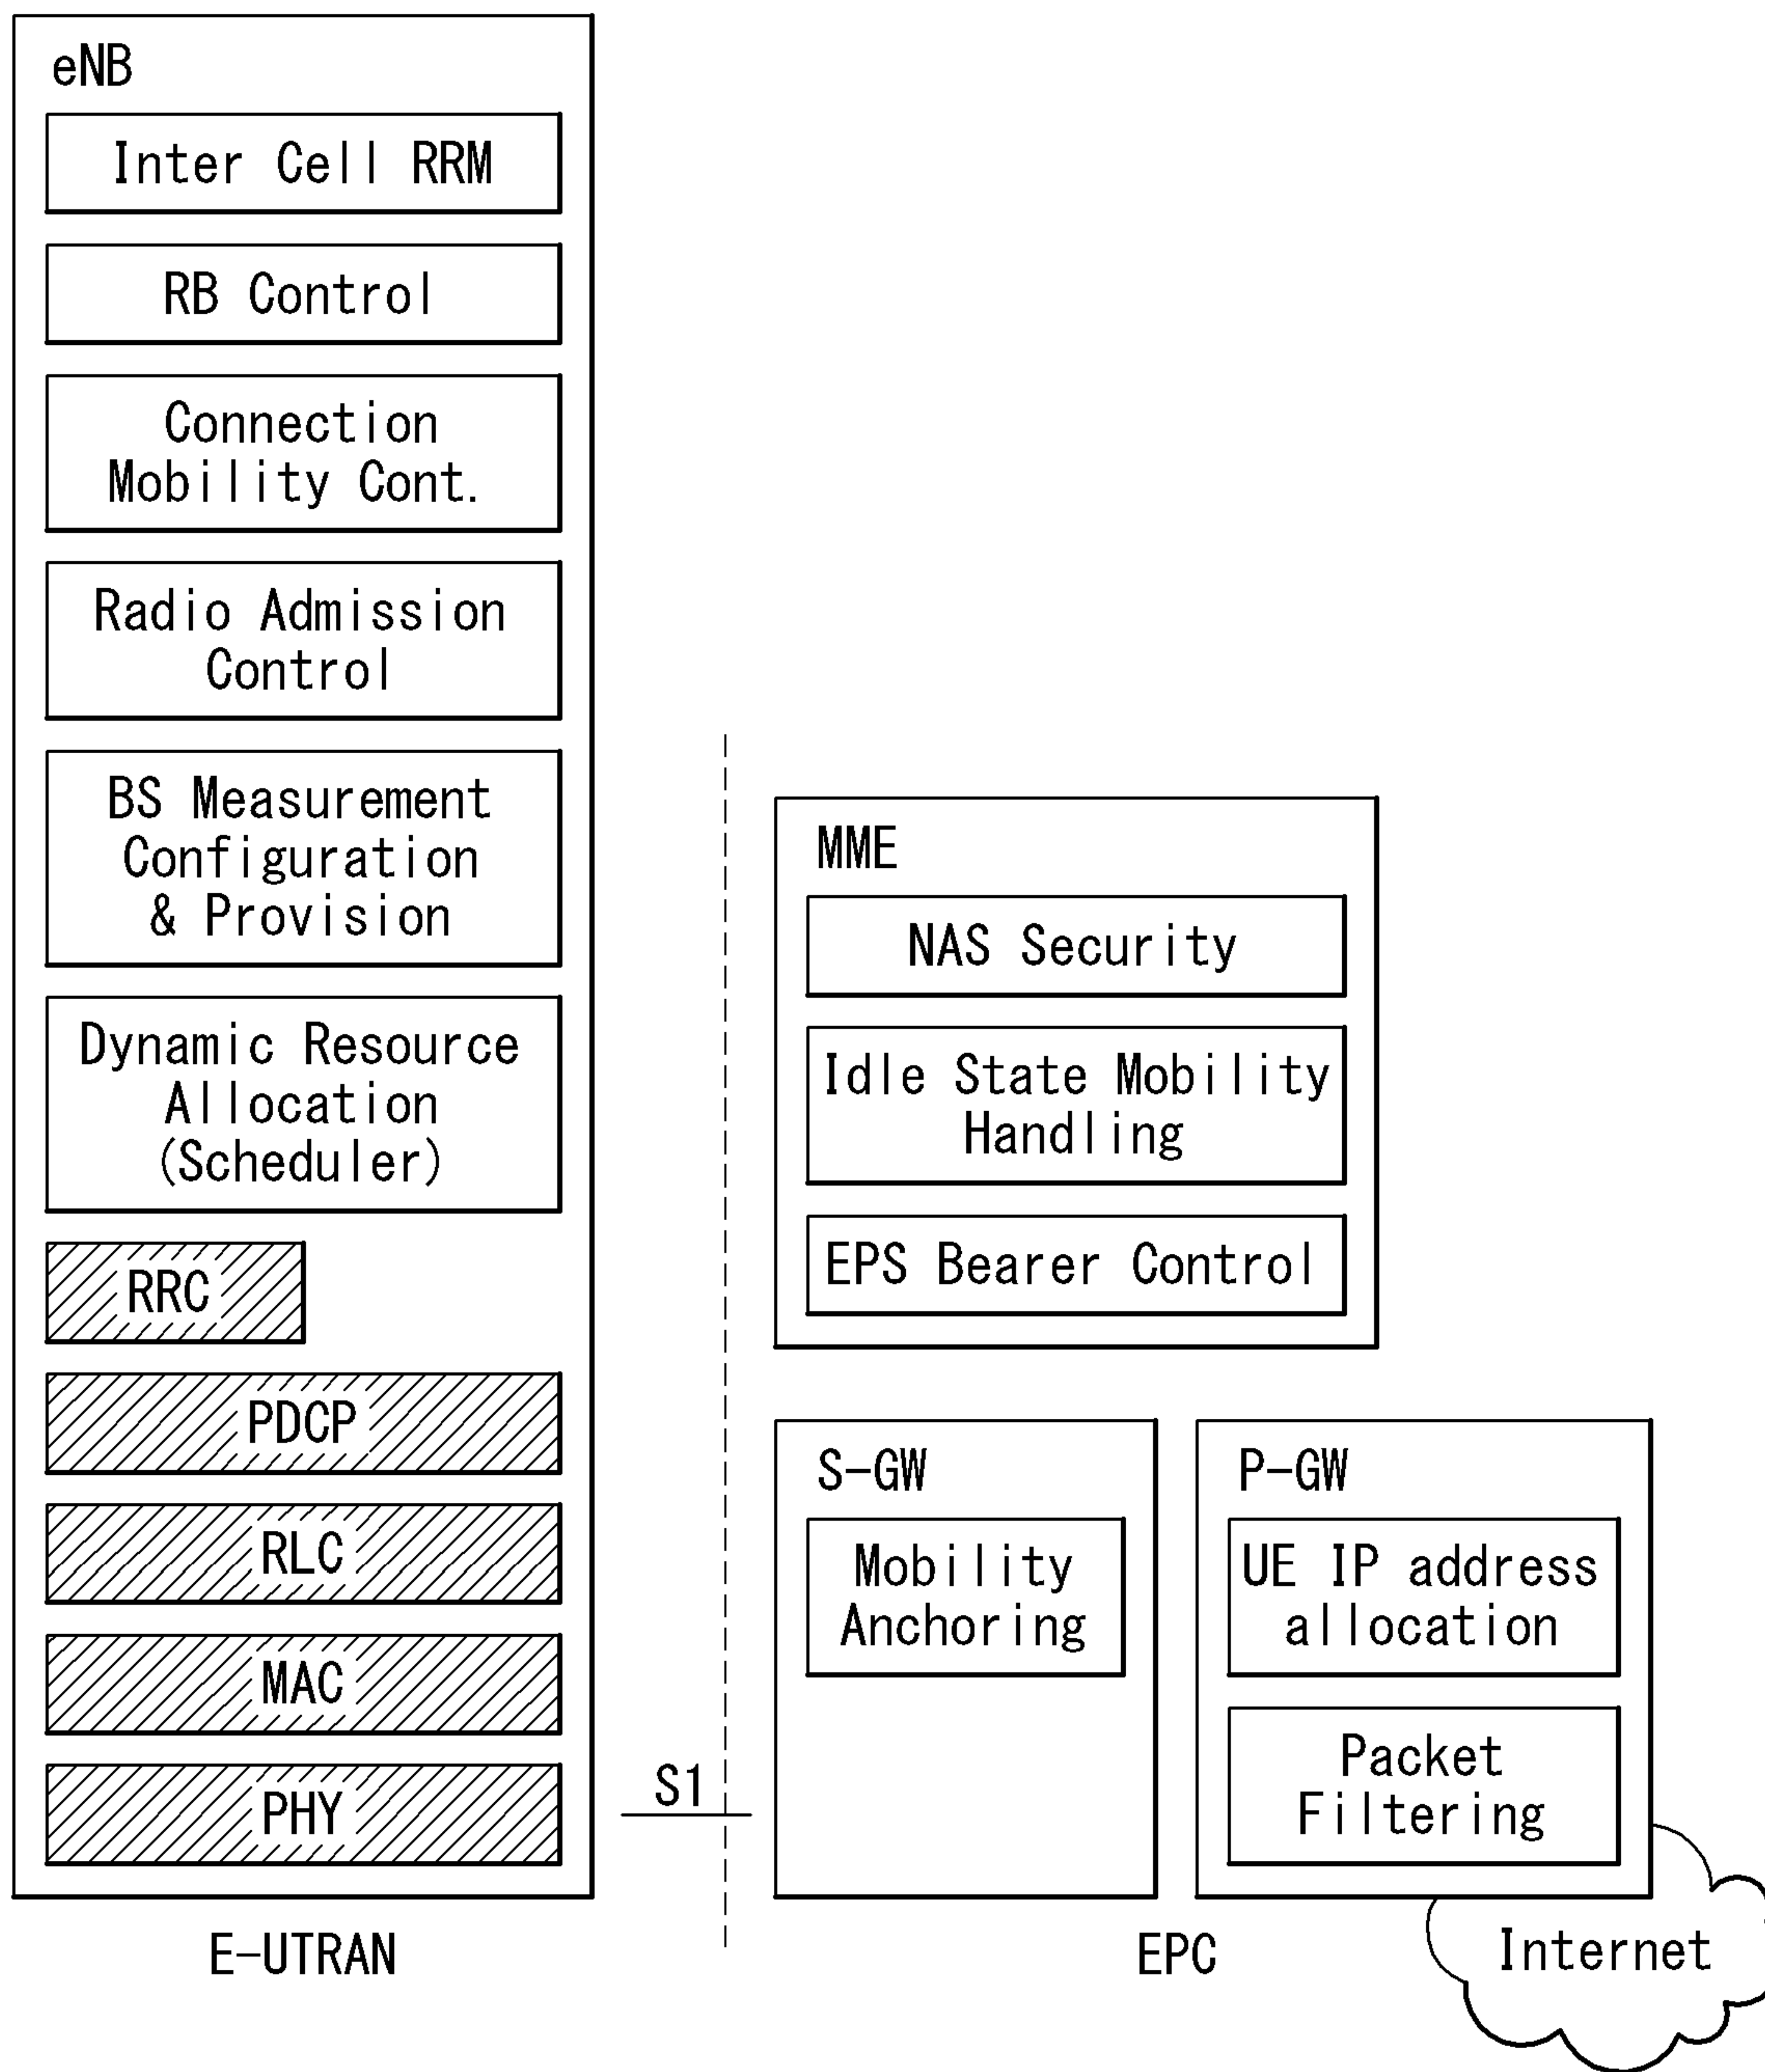 eNB
Inter Cell RRM
RB Control
Connection
Mobility Cont.
Radio Admission
Control
BS Measurement
Configuration
& Provision
Dynamic Resource
Allocation
(Scheduler)
RRC
PDCP
RLC
MAC
PHY
S1
MME
NAS Security
Idle State Mobility
Handling
EPS Bearer Control
S-GW
Mobility
Anchoring
P-GW
UE IP address
allocation
Packet
Filtering
E-UTRAN
EPC
Internet